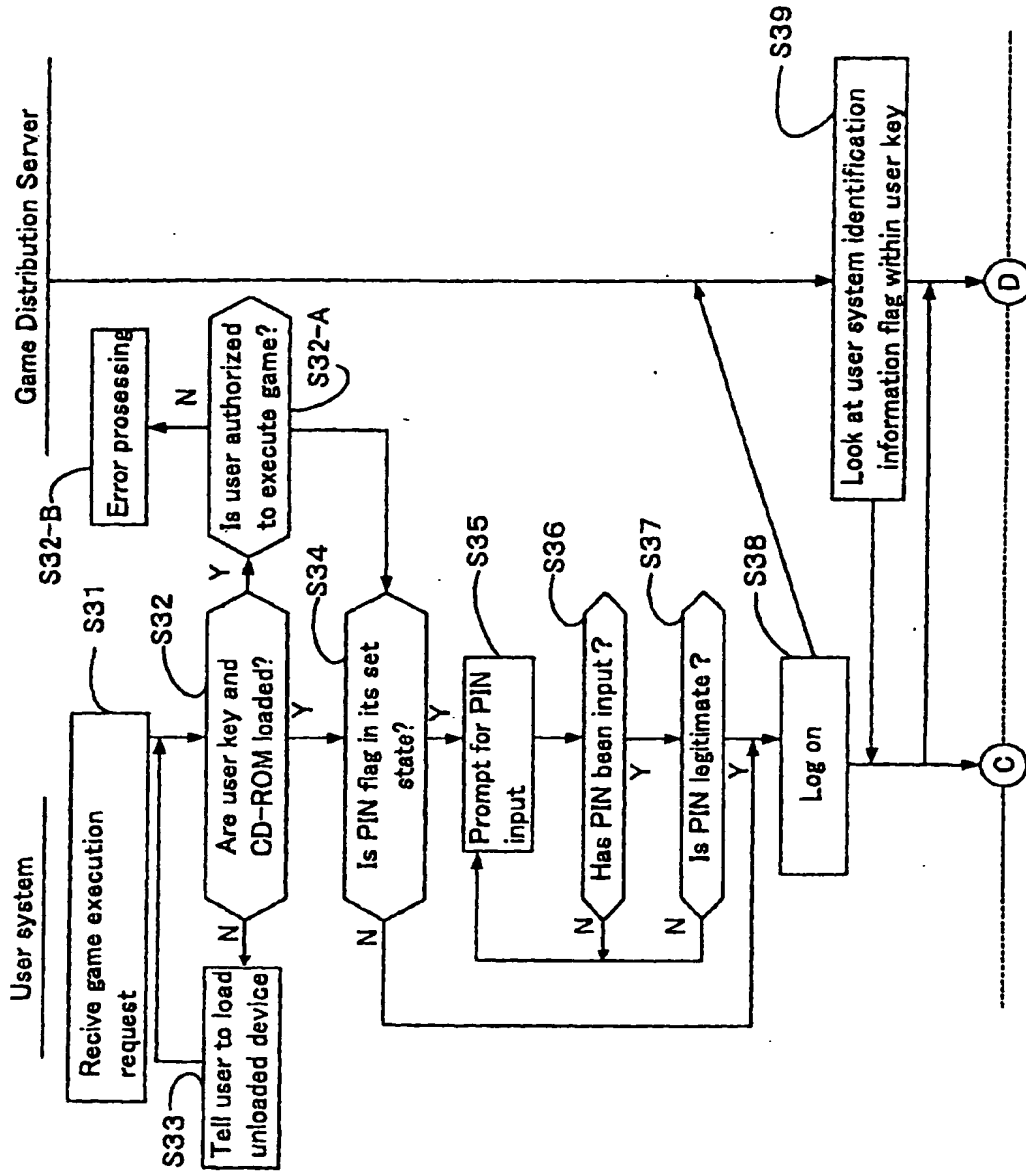 User system
Game Distribution Server
Recive game execution
request
S31
S32-B
Error prosessing
S33
Tell user to load
unloaded device
N
S32
Are user key and
CD-ROM loaded?
Y
Y
N
Is user authorized
to execute game?
S32-A
S34
Is PIN flag in its set
state?
N
Y
S35
Prompt for PIN
input
S36
Has PIN been input?
N
Y
S37
Is PIN legitimate?
N
Y
S38
Log on
S39
Look at user system identification
information flag within user key
C
D